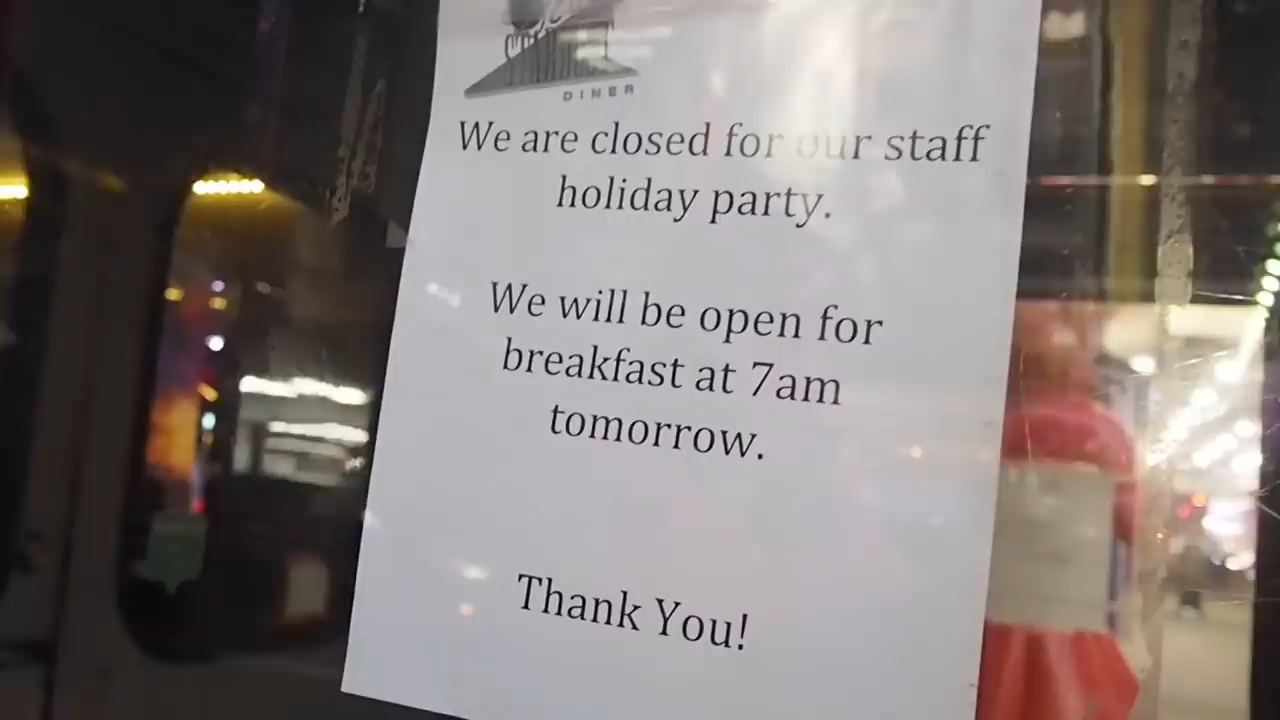 DINER
We are closed for our staff
holiday party.
We will be open for
breakfast at 7am
tomorrow.
Thank You!